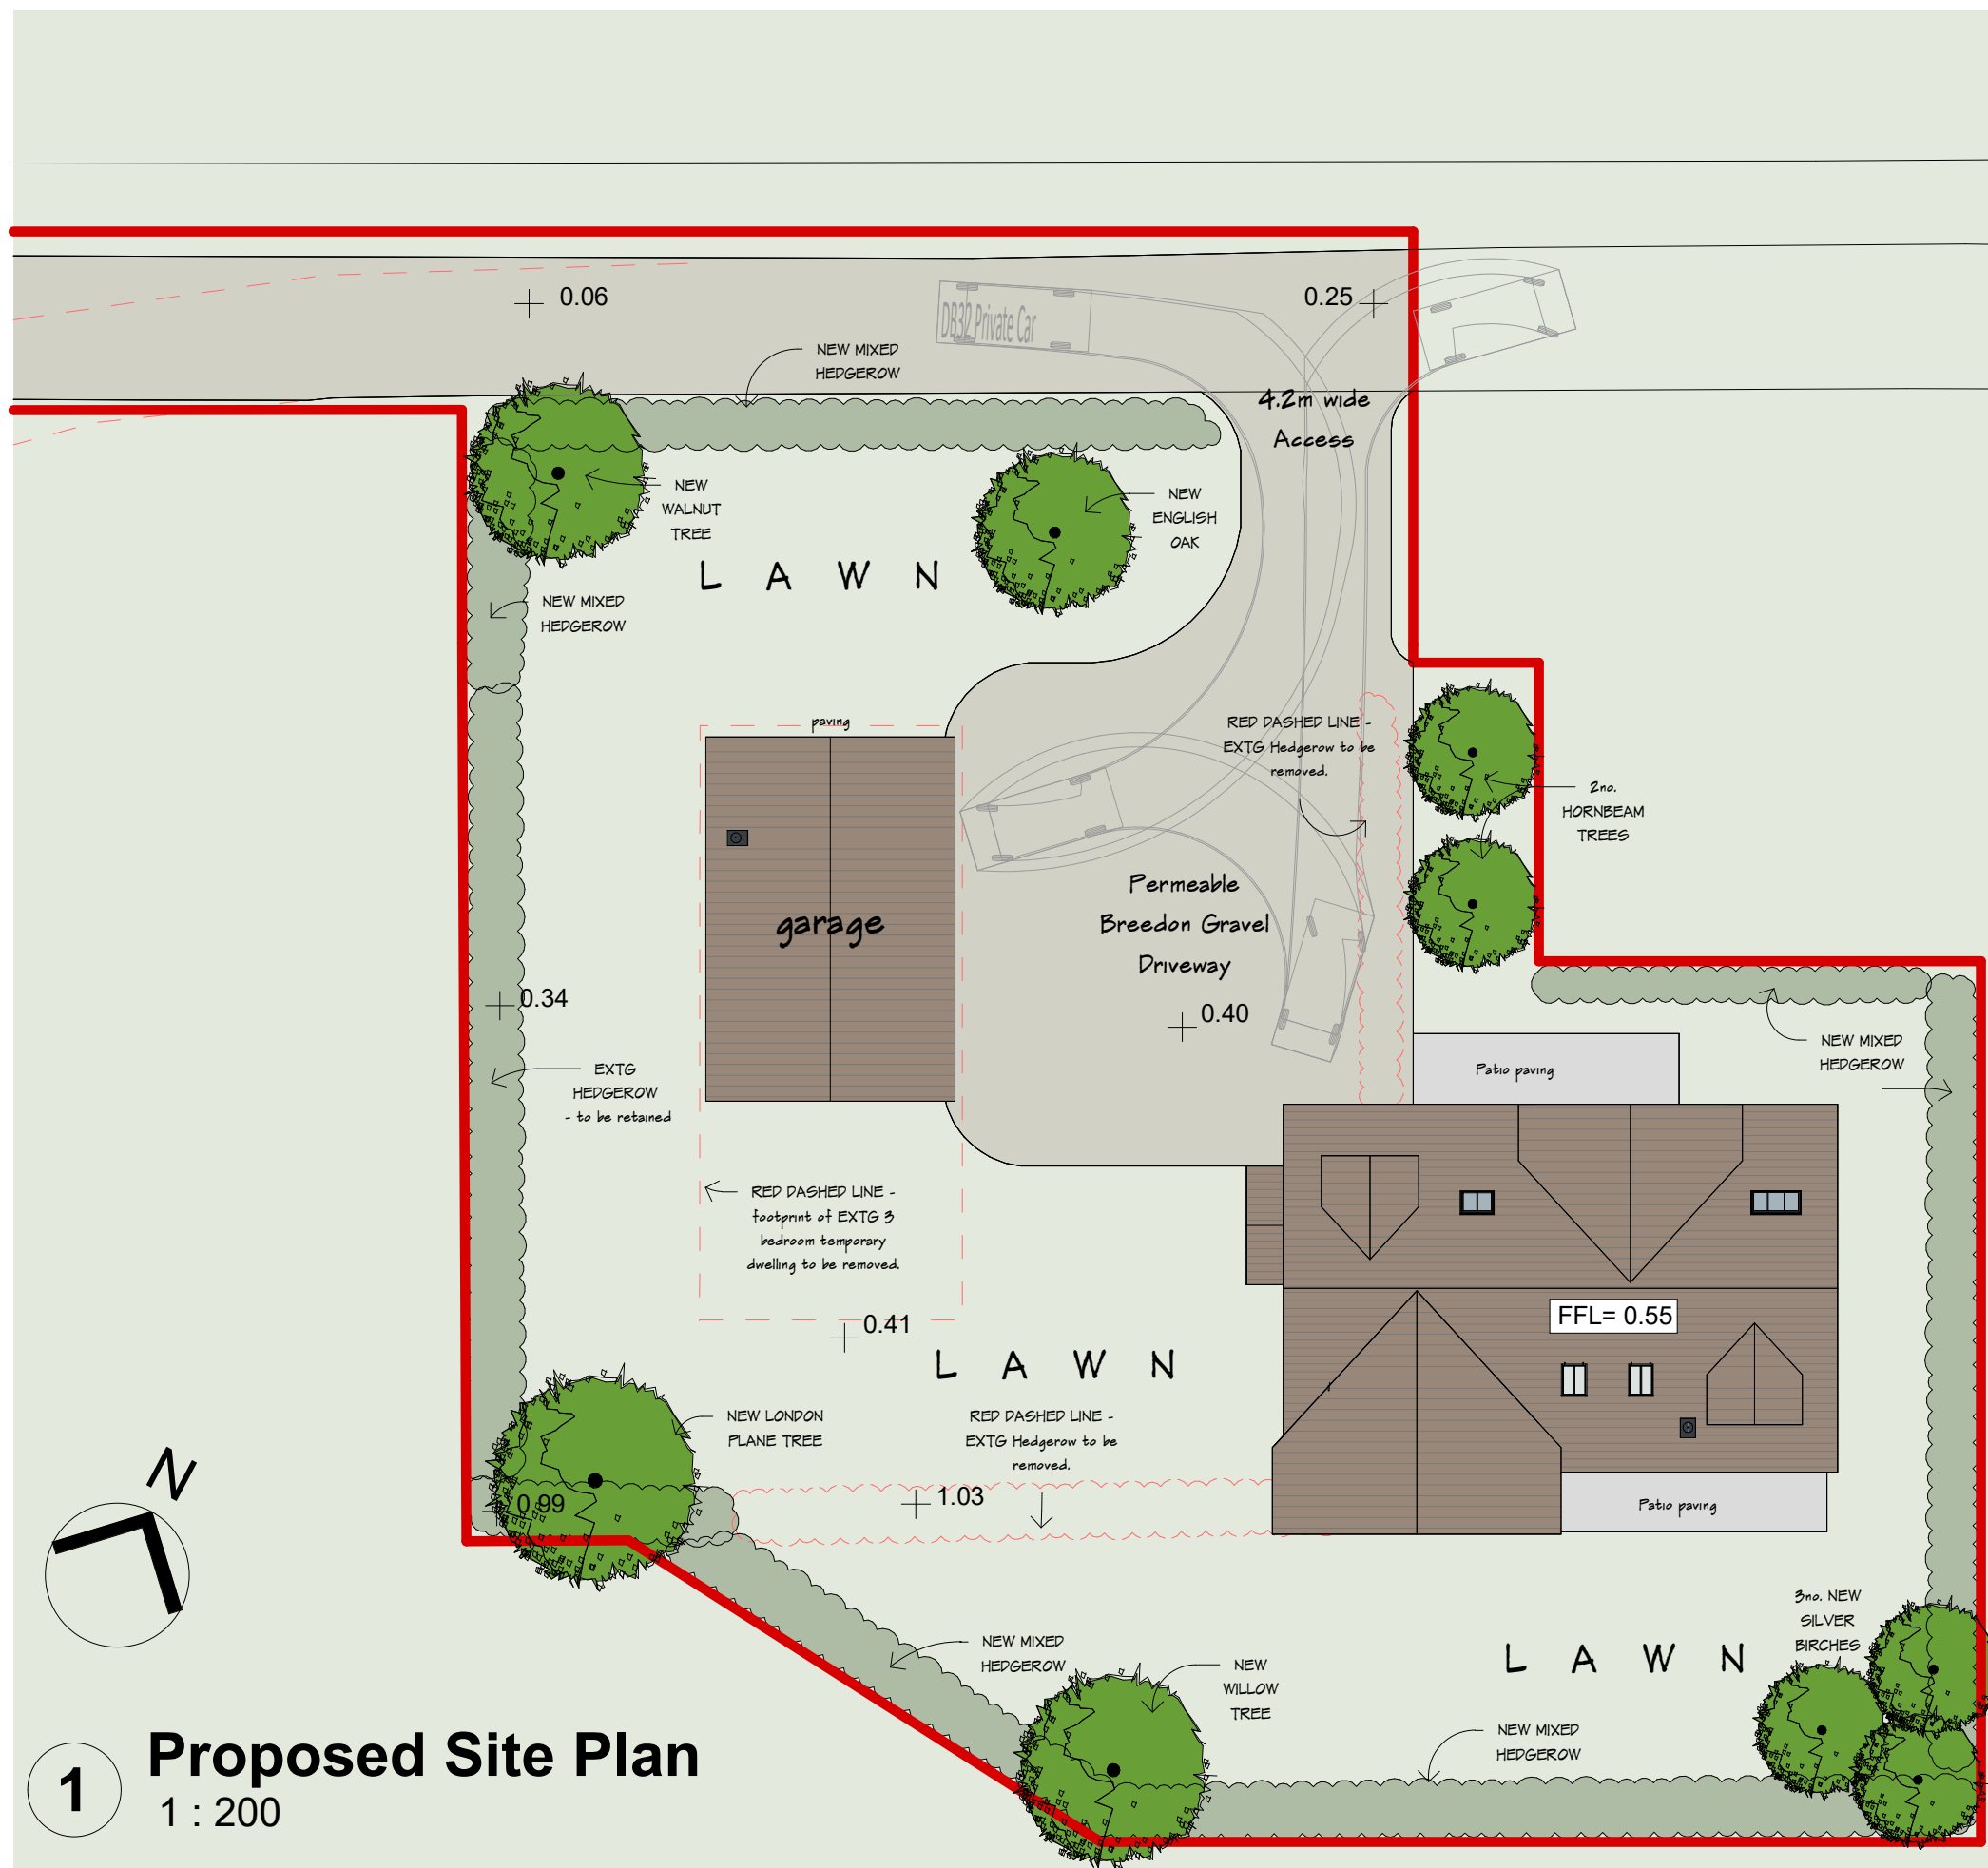 0.06
0.25
DB32 Private Car
NEW MIXED
HEDGEROW
4.2m wide
Access
NEW
WALNUT
TREE
NEW
ENGLISH
OAK
L A W N
NEW MIXED
HEDGEROW
paving
RED DASHED LINE -
EXTG Hedgerow to be
removed.
2no.
HORNBEAM
TREES
garage
Permeable
Breedon Gravel
Driveway
0.34
0.40
NEW MIXED
HEDGEROW
EXTG
HEDGEROW
- to be retained
Patio paving
RED DASHED LINE -
footprint of EXTG 3
bedroom temporary
dwelling to be removed.
0.41
FFL= 0.55
L A W N
NEW LONDON
PLANE TREE
RED DASHED LINE -
EXTG Hedgerow to be
removed.
0.99
1.03
Patio paving
N
3no. NEW
SILVER
BIRCHES
NEW MIXED
HEDGEROW
NEW
WILLOW
TREE
L A W N
NEW MIXED
HEDGEROW
1
Proposed Site Plan
1 : 200